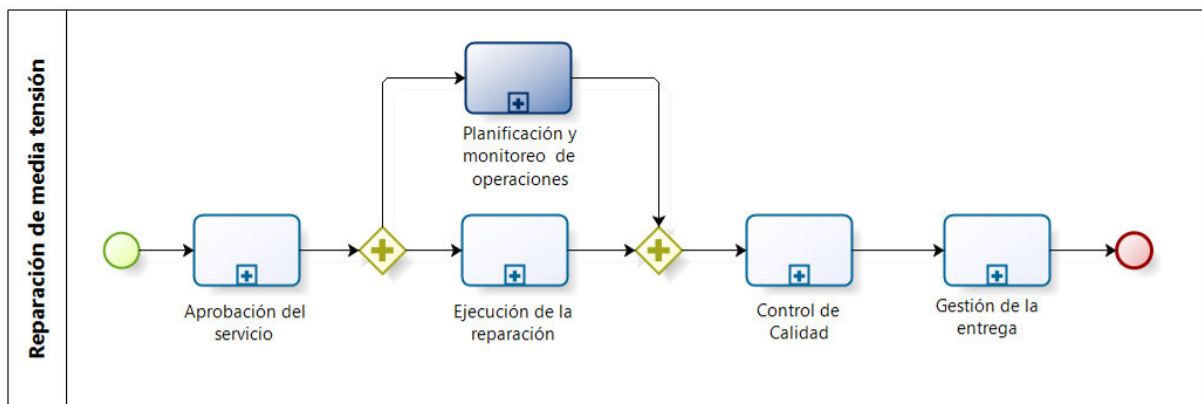 Reparación de media tensión
Planificación y
monitoreo de
operaciones
Aprobación del
servicio
Ejecución de la
reparación
Control de
Calidad
Gestión de la
entrega